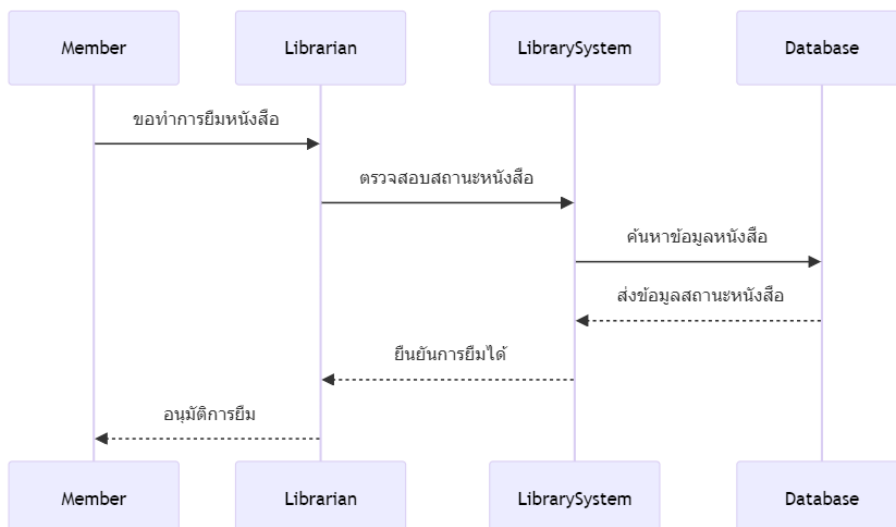 Member
Librarian
LibrarySystem
Database
ขอทำการยืมหนังสือ
ตรวจสอบสถานะหนังสือ
ค้นหาข้อมูลหนังสือ
ส่งข้อมูลสถานะหนังสือ
ยืนยันการยืมได้
อนุมัติการยืม
Member
Librarian
LibrarySystem
Database